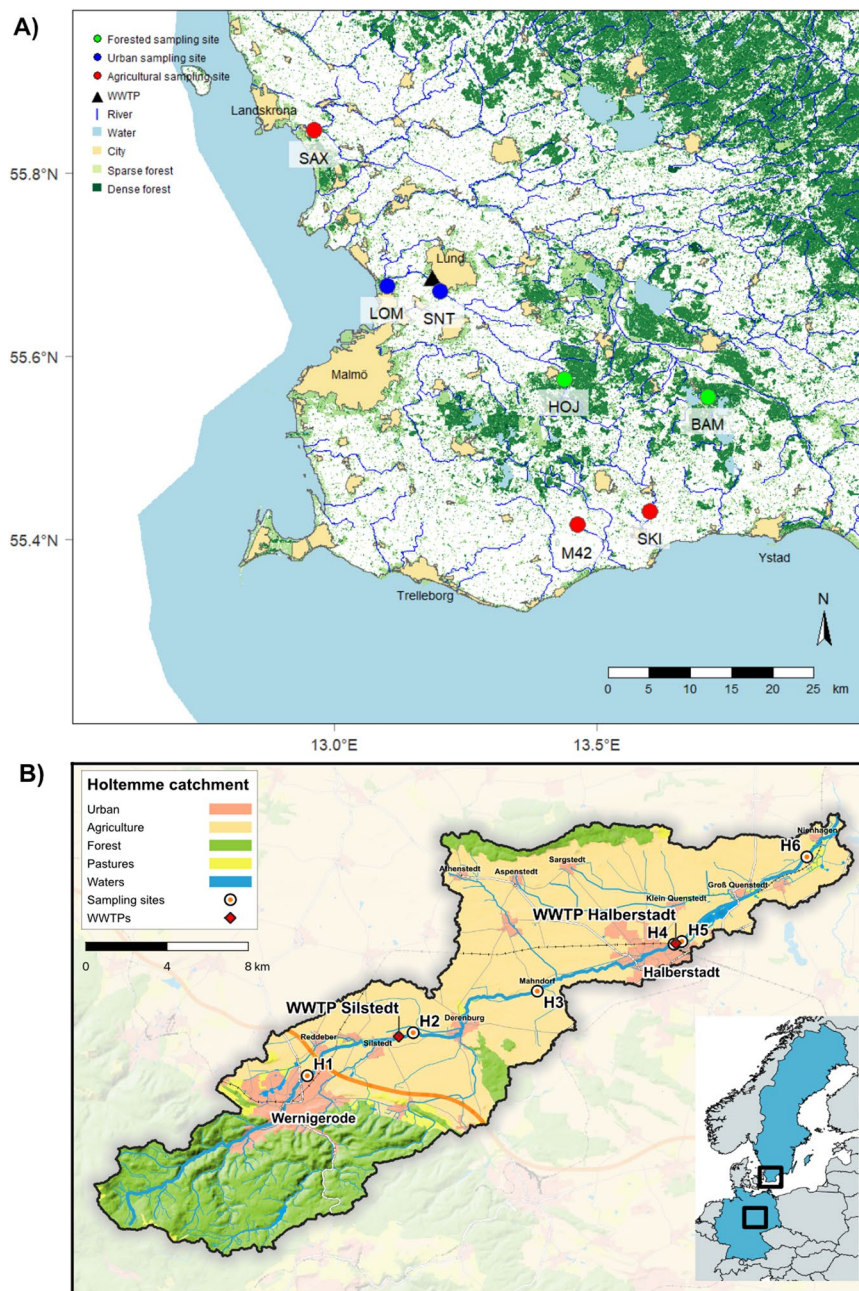 A)
Forested sampling site
Urban sampling site
Agricultural sampling site
WWTP
River
Water
City
Sparse forest
Dense forest
Landskrona
SAX
55.8°N
Lund
LOM
SNT
55.6°N
Malmö
HOJ
BAM
55.4°N
M42
SKI
Ystad
Trelleborg
N
0 5 10 15 20 25 km
13.0°E 13.5°E
B)
Holtemme catchment
Urban
Agriculture
Forest
Pastures
Waters
Sampling sites
WWTPs
0 4 8 km
Nienhagen
H6
Athenstedt
Aspenstedt
Sargstedt
Groß Quenstedt
Klein Quenstedt
WWTP Halberstadt
H4
H5
Halberstadt
Mahndorf
H3
WWTP Silstedt
H2
Derenburg
Reddeber
Silstedt
H1
Wernigerode